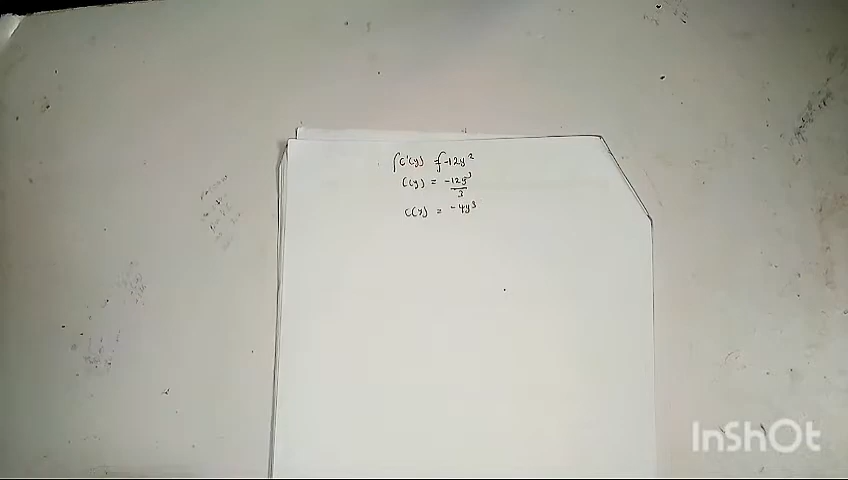 ∫C'(y) = ∫-12y²
C(y) = -12y³/3
C(y) = -4y³
InShOt